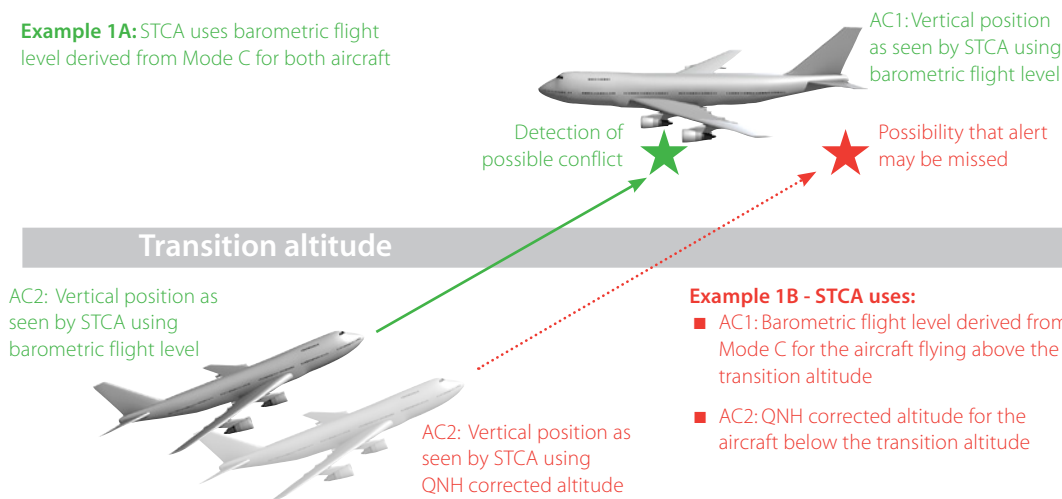 Example 1A: STCA uses barometric flight
level derived from Mode C for both aircraft
AC1: Vertical position
as seen by STCA using
barometric flight level
Detection of
possible conflict
Possibility that alert
may be missed
Transition altitude
AC2: Vertical position as
seen by STCA using
barometric flight level
Example 1B - STCA uses:
■ AC1: Barometric flight level derived from
Mode C for the aircraft flying above the
transition altitude
■ AC2: QNH corrected altitude for the
aircraft below the transition altitude
AC2: Vertical position as
seen by STCA using
QNH corrected altitude